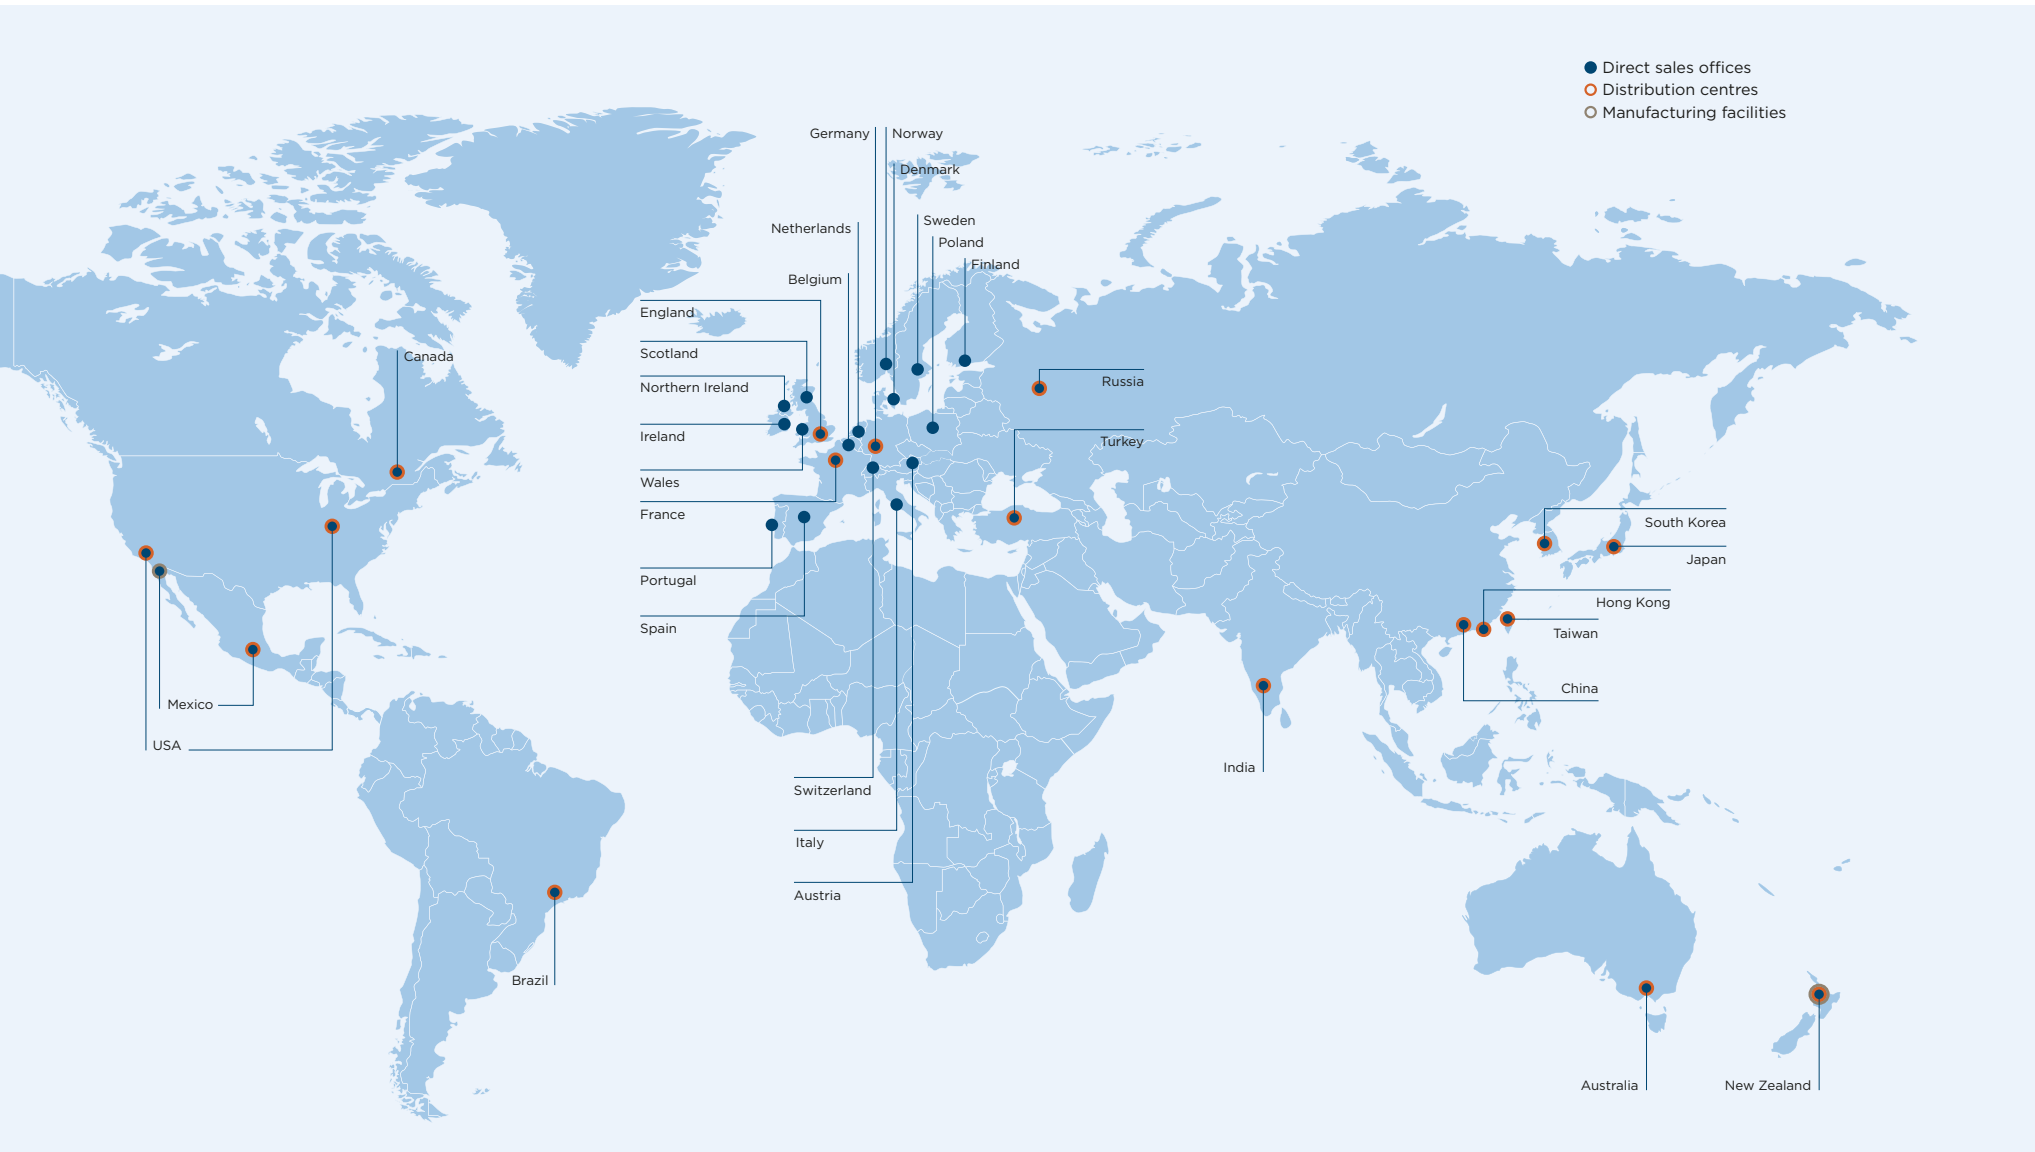 Direct sales offices
Distribution centres
Manufacturing facilities
Germany
Norway
Denmark
Sweden
Netherlands
Poland
Finland
Belgium
England
Scotland
Canada
Russia
Northern Ireland
Ireland
Turkey
Wales
France
South Korea
Japan
Portugal
Hong Kong
Spain
Taiwan
China
Mexico
USA
India
Switzerland
Italy
Austria
Brazil
Australia
New Zealand